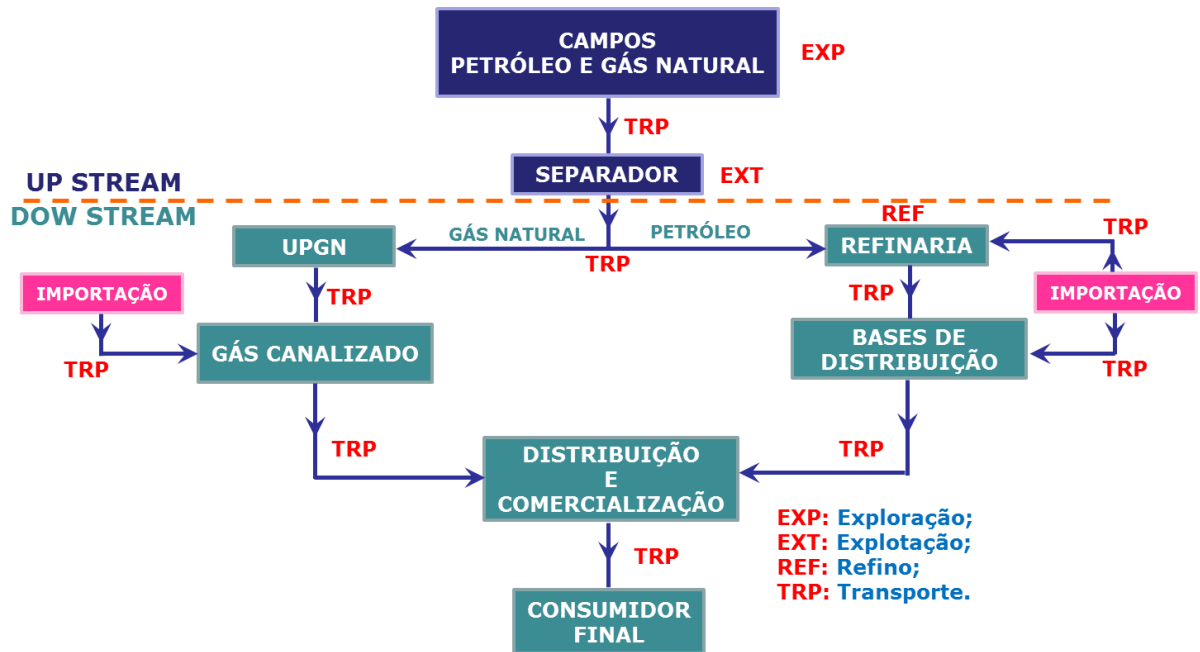 CAMPOS
PETRÓLEO E GÁS NATURAL
EXP
TRP
SEPARADOR
EXT
UP STREAM
DOW STREAM
REF
GÁS NATURAL
PETRÓLEO
TRP
UPGN
REFINARIA
TRP
IMPORTAÇÃO
TRP
TRP
IMPORTAÇÃO
GÁS CANALIZADO
BASES DE
DISTRIBUIÇÃO
TRP
TRP
TRP
TRP
DISTRIBUIÇÃO
E
COMERCIALIZAÇÃO
TRP
CONSUMIDOR
FINAL
EXP: Exploração;
EXT: Explotação;
REF: Refino;
TRP: Transporte.